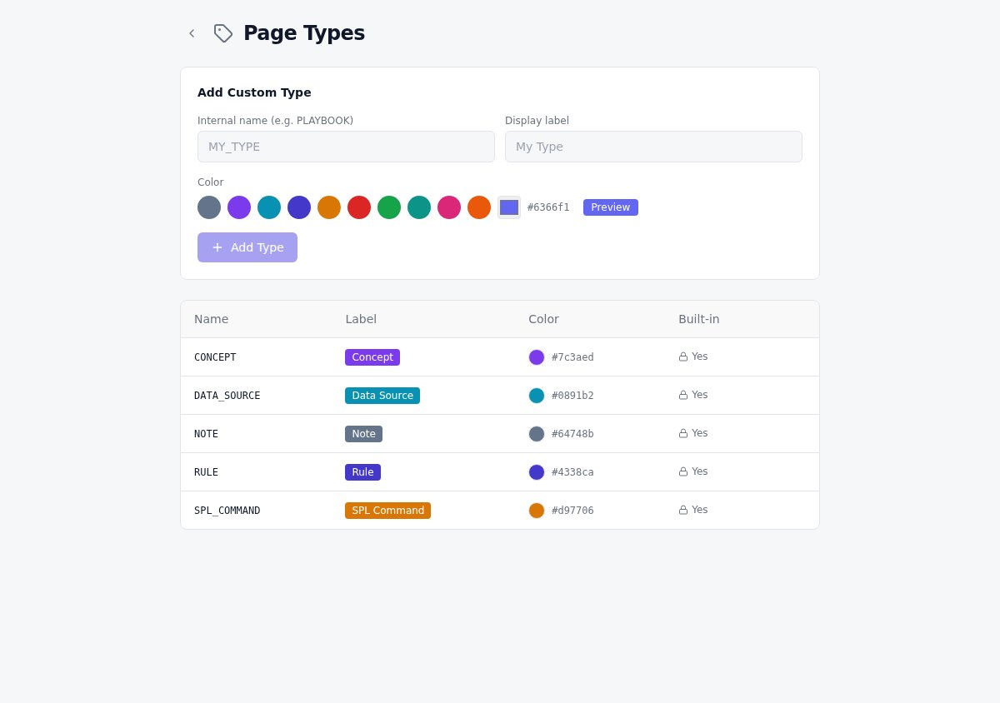 Page Types
Add Custom Type
Internal name (e.g. PLAYBOOK) Display label
MY_TYPE My Type
Color
#6366f1 Preview
+ Add Type
Name Label Color Built-in
CONCEPT Concept #7c3aed Yes
DATA_SOURCE Data Source #0891b2 Yes
NOTE Note #64748b Yes
RULE Rule #4338ca Yes
SPL_COMMAND SPL Command #d97706 Yes